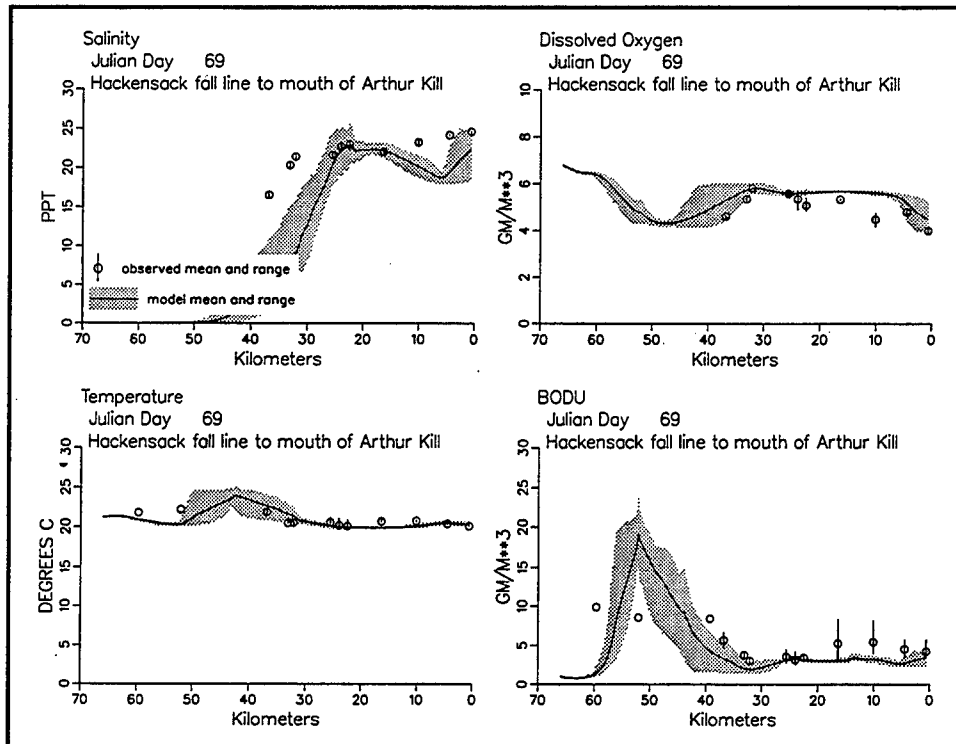 Salinity
Julian Day 69
Hackensack fall line to mouth of Arthur Kill
30
25
20
15
10
5
0
PPT
observed mean and range
model mean and range
70 60 50 40 30 20 10 0
Kilometers
Dissolved Oxygen
Julian Day 69
Hackensack fall line to mouth of Arthur Kill
10
8
6
4
2
0
GM/M**3
70 60 50 40 30 20 10 0
Kilometers
Temperature
Julian Day 69
Hackensack fall line to mouth of Arthur Kill
30
25
20
15
10
5
0
DEGREES C
70 60 50 40 30 20 10 0
Kilometers
BODU
Julian Day 69
Hackensack fall line to mouth of Arthur Kill
30
25
20
15
10
5
0
GM/M**3
70 60 50 40 30 20 10 0
Kilometers